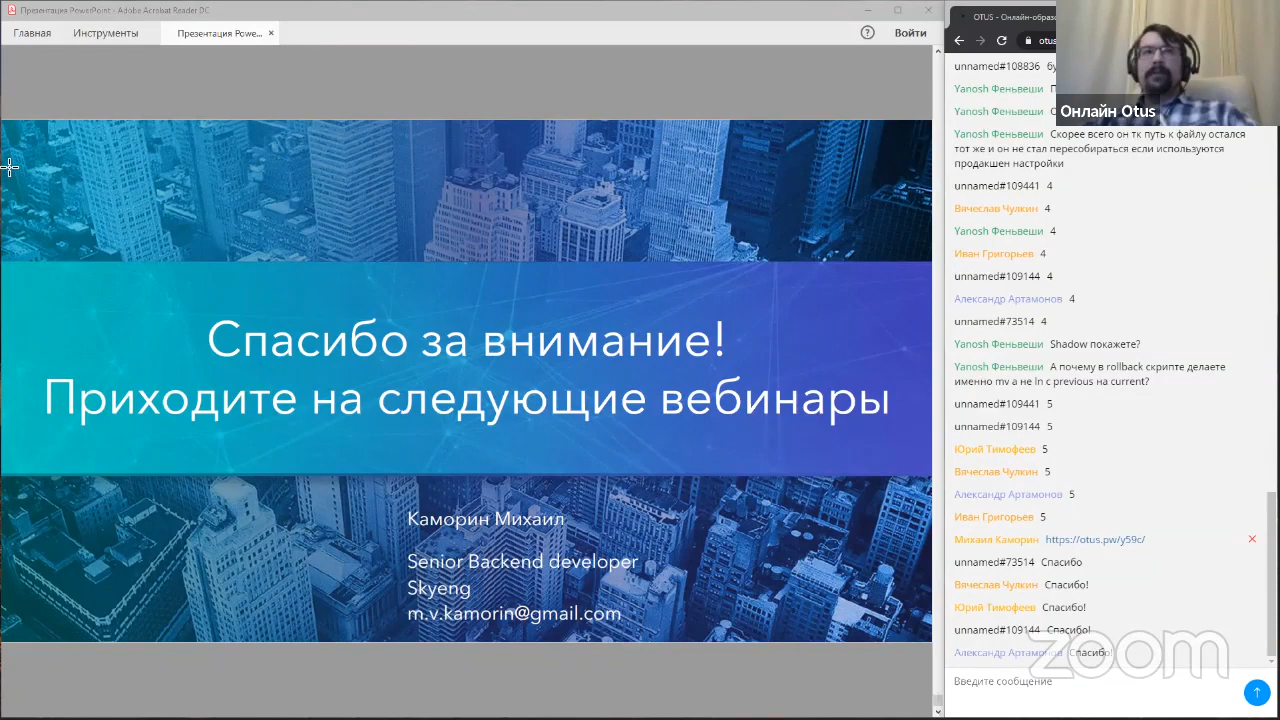 Презентация PowerPoint - Adobe Acrobat Reader DC
Главная
Инструменты
Презентация Powe...
Войти
Спасибо за внимание!
Приходите на следующие вебинары
Каморин Михаил
Senior Backend developer
Skyeng
m.v.kamorin@gmail.com
OTUS – Онлайн-образо
otus
Онлайн Otus
unnamed#108836
Yanosh Феньвеши
Yanosh Феньвеши
Yanosh Феньвеши Скорее всего он тк путь к файлу остался
тот же и он не стал пересобираться если используются
продакшен настройки
unnamed#109441 4
Вячеслав Чулкин 4
Yanosh Феньвеши 4
Иван Григорьев 4
unnamed#109144 4
Александр Артамонов 4
unnamed#73514 4
Yanosh Феньвеши Shadow покажете?
Yanosh Феньвеши А почему в rollback скрипте делаете
именно mv а не ln с previous на current?
unnamed#109441 5
unnamed#109144 5
Юрий Тимофеев 5
Вячеслав Чулкин 5
Александр Артамонов 5
Иван Григорьев 5
Михаил Каморин https://otus.pw/y59c/
unnamed#73514 Спасибо
Вячеслав Чулкин Спасибо!
Юрий Тимофеев Спасибо!
unnamed#109144 Спасибо!
Александр Артамонов Спасибо!
zoom
Введите сообщение